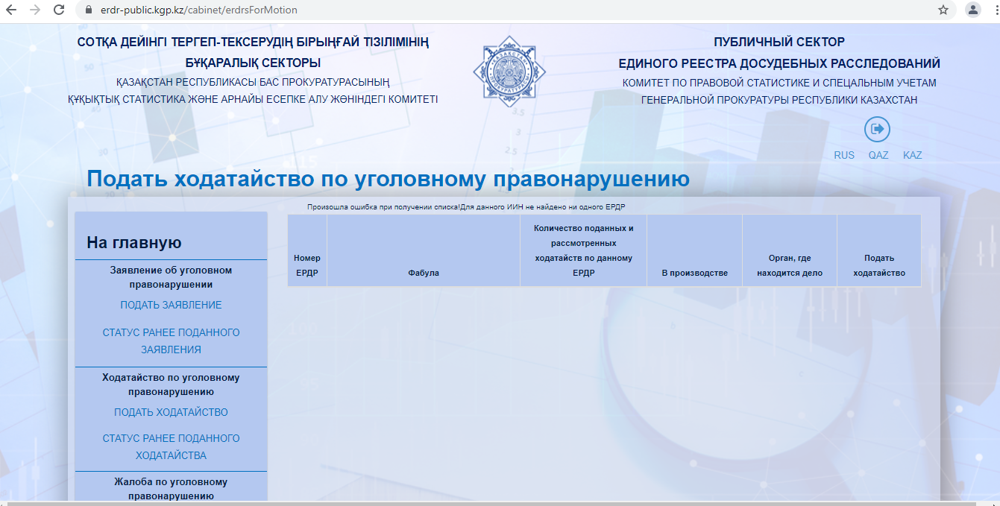 erdr-public.kgp.kz/cabinet/erdrsForMotion
СОТҚА ДЕЙІНГІ ТЕРГЕП-ТЕКСЕРУДІҢ БІРЫҢҒАЙ ТІЗІЛІМІНІҢ
БҰҚАРАЛЫҚ СЕКТОРЫ
ҚАЗАҚСТАН РЕСПУБЛИКАСЫ БАС ПРОКУРАТУРАСЫНЫҢ
ҚҰҚЫҚТЫҚ СТАТИСТИКА ЖӘНЕ АРНАЙЫ ЕСЕПКЕ АЛУ ЖӨНІНДЕГІ КОМИТЕТІ
ҚАЗАҚСТАН
ПРОКУРАТУРАСЫ
ПУБЛИЧНЫЙ СЕКТОР
ЕДИНОГО РЕЕСТРА ДОСУДЕБНЫХ РАССЛЕДОВАНИЙ
КОМИТЕТ ПО ПРАВОВОЙ СТАТИСТИКЕ И СПЕЦАЛЬНЫМ УЧЕТАМ
ГЕНЕРАЛЬНОЙ ПРОКУРАТУРЫ РЕСПУБЛИКИ КАЗАХСТАН
RUS QAZ KAZ
Подать ходатайство по уголовному правонарушению
Произошла ошибка при получении списка!Для данного ИИН не найдено ни одного ЕРДР
На главную
Заявление об уголовном
правонарушении
ПОДАТЬ ЗАЯВЛЕНИЕ
СТАТУС РАНЕЕ ПОДАННОГО
ЗАЯВЛЕНИЯ
Ходатайство по уголовному
правонарушению
ПОДАТЬ ХОДАТАЙСТВО
СТАТУС РАНЕЕ ПОДАННОГО
ХОДАТАЙСТВА
Жалоба по уголовному
правонарушению
Номер
ЕРДР
Фабула
Количество поданных и
рассмотренных
ходатайств по данному
ЕРДР
В производстве
Орган, где
находится дело
Подать
ходатайство